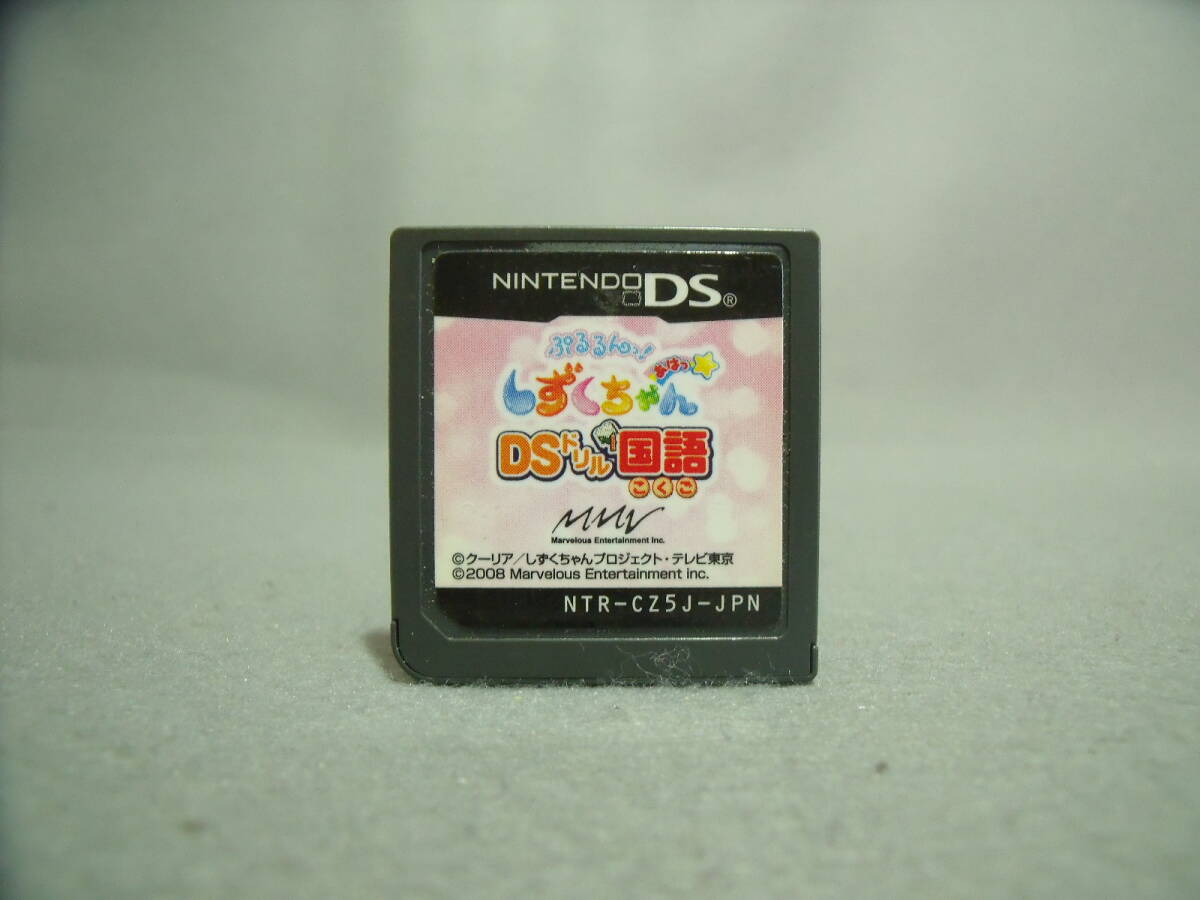 NINTENDO DS®
ぷるるんっ!
しずくちゃん あはっ☆
DSドリル 国語
こくご
MMV
Marvelous Entertainment Inc.
©クーリア/しずくちゃんプロジェクト・テレビ東京
©2008 Marvelous Entertainment inc.
NTR-CZ5J-JPN